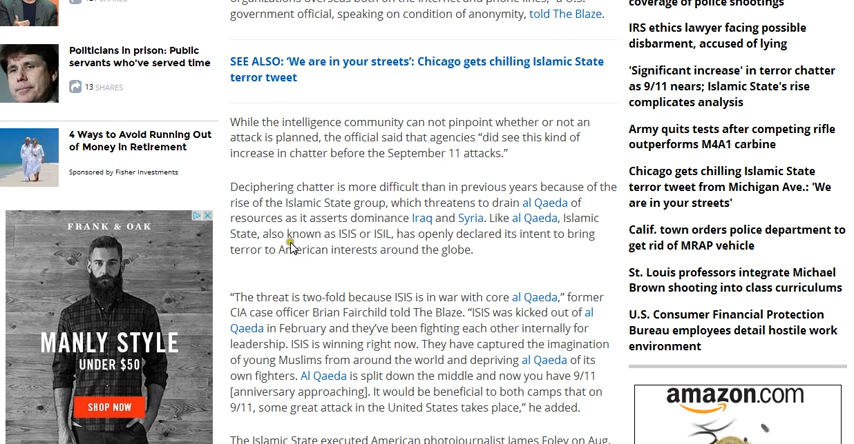 Politicians in prison: Public
servants who've served time
13 SHARES
4 Ways to Avoid Running Out
of Money in Retirement
Sponsored by Fisher Investments
FRANK & OAK
MANLY STYLE
UNDER $50
SHOP NOW
government official, speaking on condition of anonymity, told The Blaze.
SEE ALSO: ‘We are in your streets’: Chicago gets chilling Islamic State
terror tweet
While the intelligence community can not pinpoint whether or not an
attack is planned, the official said that agencies “did see this kind of
increase in chatter before the September 11 attacks.”
Deciphering chatter is more difficult than in previous years because of the
rise of the Islamic State group, which threatens to drain al Qaeda of
resources as it asserts dominance Iraq and Syria. Like al Qaeda, Islamic
State, also known as ISIS or ISIL, has openly declared its intent to bring
terror to American interests around the globe.
“The threat is two-fold because ISIS is in war with core al Qaeda,” former
CIA case officer Brian Fairchild told The Blaze. “ISIS was kicked out of al
Qaeda in February and they’ve been fighting each other internally for
leadership. ISIS is winning right now. They have captured the imagination
of young Muslims from around the world and depriving al Qaeda of its
own fighters. Al Qaeda is split down the middle and now you have 9/11
[anniversary approaching]. It would be beneficial to both camps that on
9/11, some great attack in the United States takes place,” he added.
The Islamic State executed American photojournalist James Foley on Aug.
coverage of police shootings
IRS ethics lawyer facing possible
disbarment, accused of lying
'Significant increase' in terror chatter
as 9/11 nears; Islamic State's rise
complicates analysis
Army quits tests after competing rifle
outperforms M4A1 carbine
Chicago gets chilling Islamic State
terror tweet from Michigan Ave.: 'We
are in your streets'
Calif. town orders police department to
get rid of MRAP vehicle
St. Louis professors integrate Michael
Brown shooting into class curriculums
U.S. Consumer Financial Protection
Bureau employees detail hostile work
environment
amazon.com